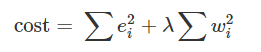 cost = ∑ e_i^2 + λ ∑ w_i^2